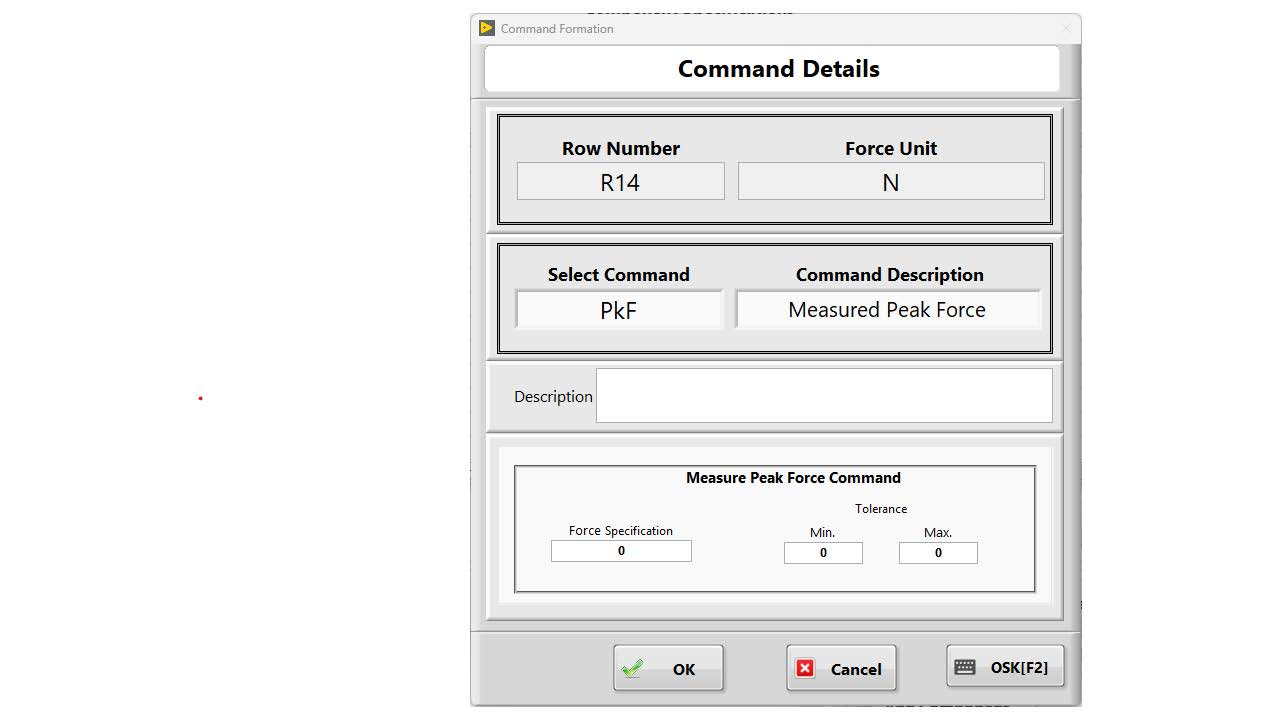 Command Formation
Command Details
Row Number Force Unit
R14 N
Select Command Command Description
PkF Measured Peak Force
Description
Measure Peak Force Command
Tolerance
Force Specification Min. Max.
0 0 0
OK Cancel OSK[F2]